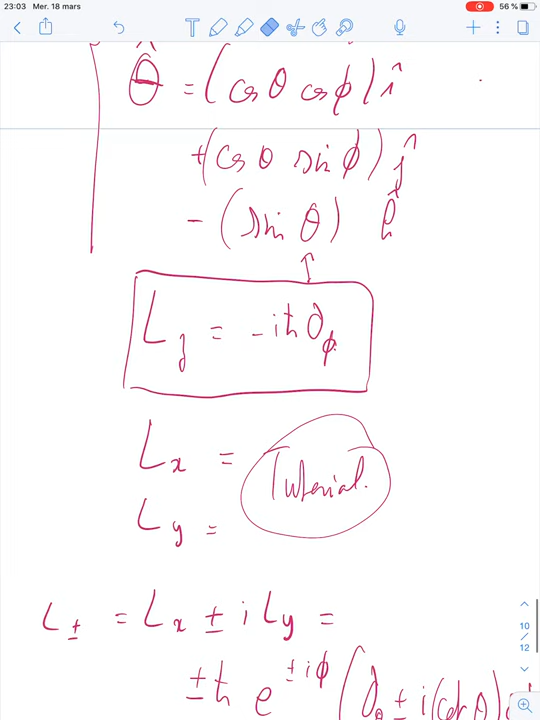 23:03 Mer. 18 mars 56 %
θ̂ = (cos θ cos ϕ) î
+ (cos θ sin ϕ) ĵ
- (sin θ) k̂
L_z = -iħ ∂_ϕ
L_x =
Tutorial.
L_y =
L_± = L_x ± i L_y =
10
/
12
±ħ e^{±iϕ} (∂_θ ± i(cot θ)